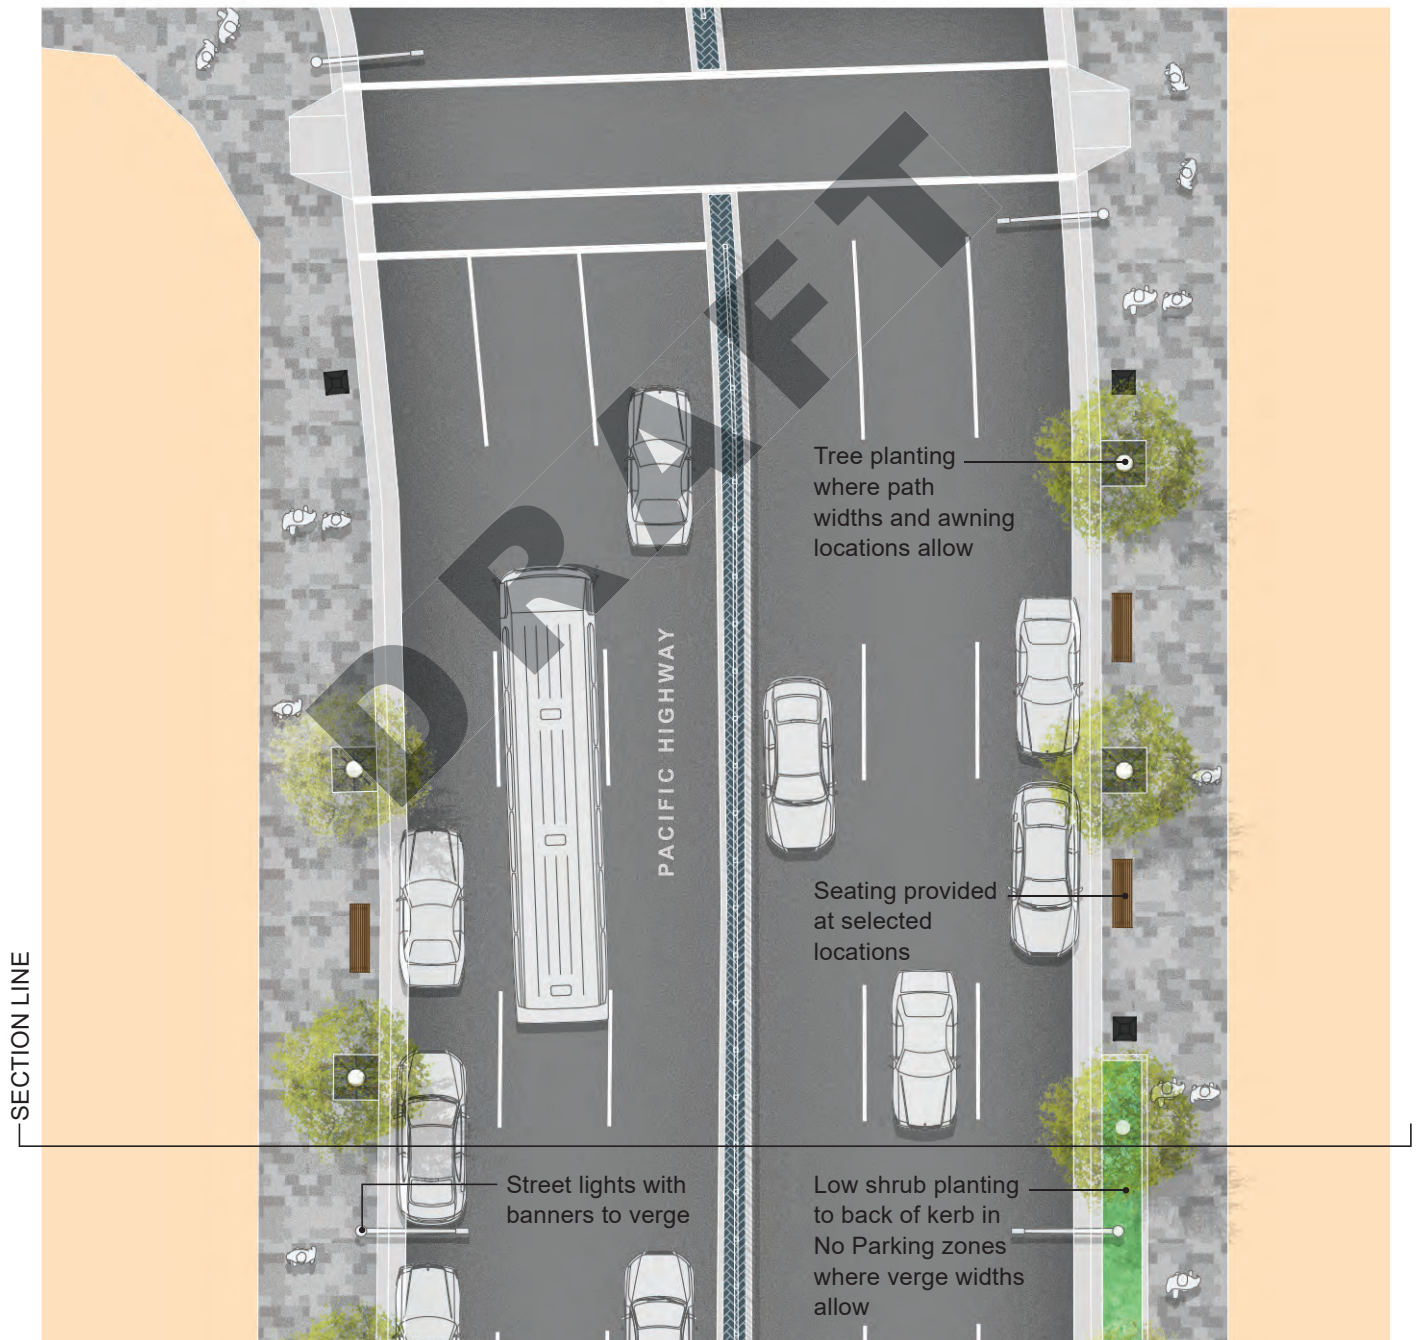 DRAFT
Tree planting
where path
widths and awning
locations allow
PACIFIC HIGHWAY
Seating provided
at selected
locations
SECTION LINE
Street lights with
banners to verge
Low shrub planting
to back of kerb in
No Parking zones
where verge widths
allow